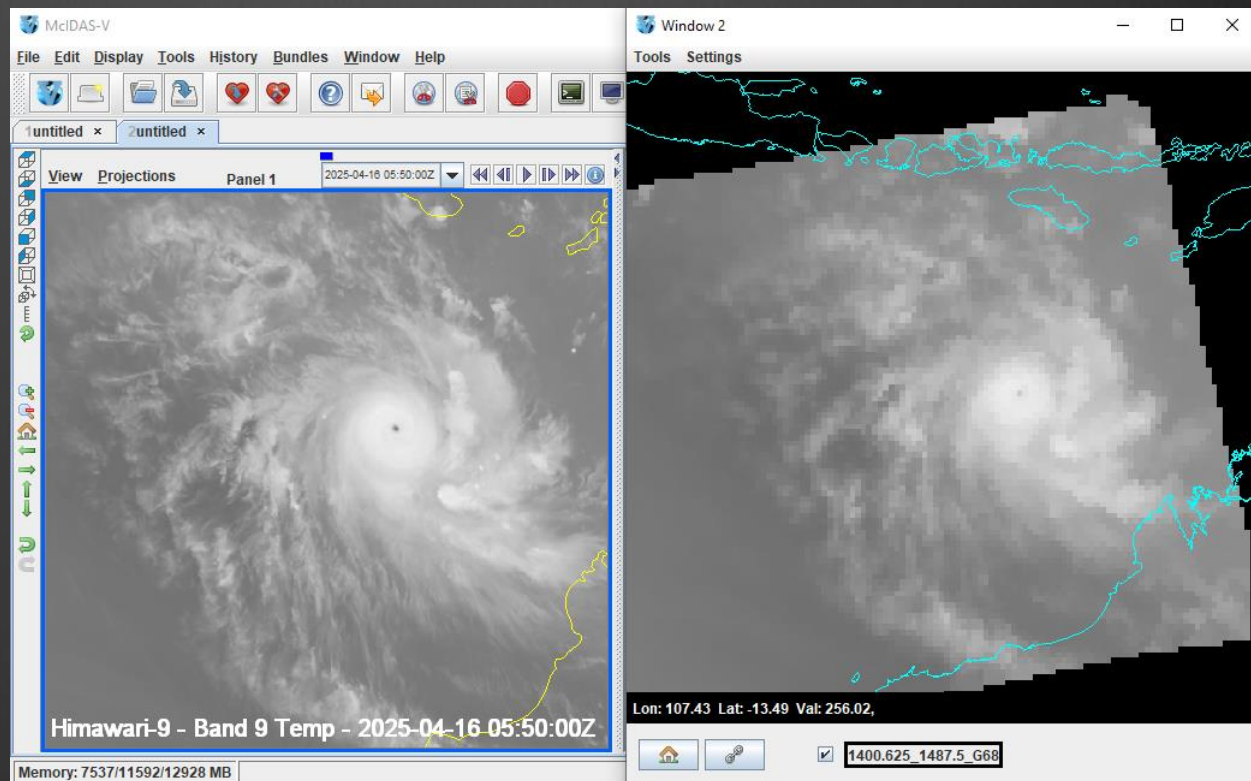 McIDAS-V
File Edit Display Tools History Bundles Window Help
1untitled ×
2untitled ×
View Projections
Panel 1
2025-04-16 05:50:00Z
Himawari-9 - Band 9 Temp - 2025-04-16 05:50:00Z
Memory: 7537/11592/12928 MB
Window 2
Tools Settings
Lon: 107.43 Lat: -13.49 Val: 256.02,
1400.625_1487.5_G68